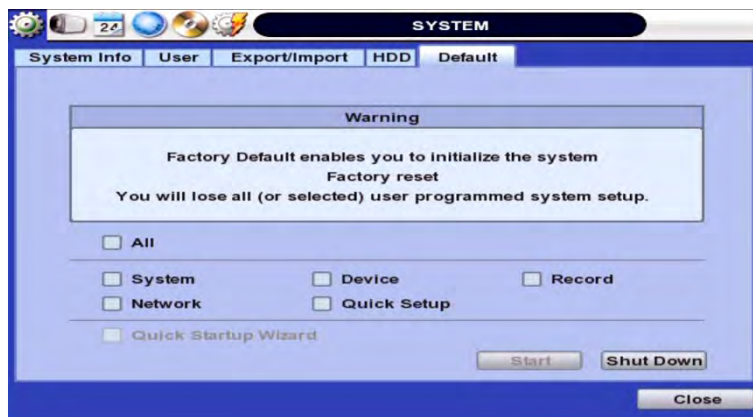 24
SYSTEM
System Info User Export/Import HDD Default
Warning
Factory Default enables you to initialize the system
Factory reset
You will lose all (or selected) user programmed system setup.
All
System Device Record
Network Quick Setup
Quick Startup Wizard
Start Shut Down
Close